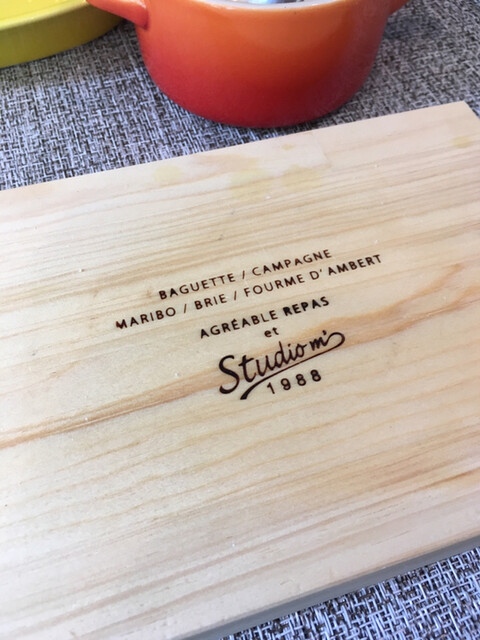 BAGUETTE / CAMPAGNE
MARIBO / BRIE / FOURME D'AMBERT
AGRÉABLE REPAS
et
Studio m'
1988